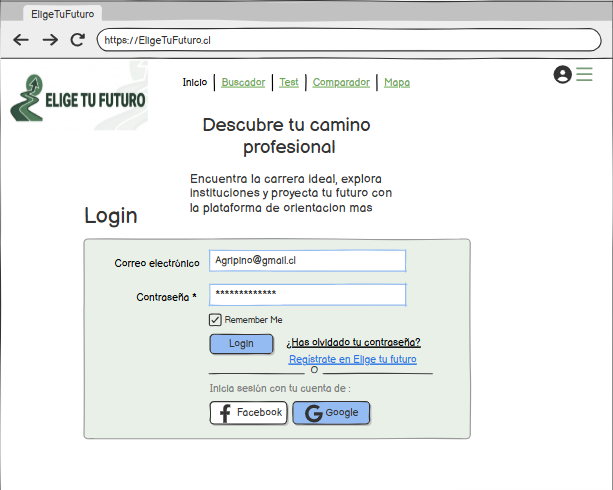 EligeTuFuturo
https://EligeTuFuturo.cl
ELIGE TU FUTURO
Inicio Buscador Test Comparador Mapa
Descubre tu camino
profesional
Encuentra la carrera ideal, explora
instituciones y proyecta tu futuro con
la plataforma de orientacion mas
Login
Correo electrónico Agripino@gmail.cl
Contraseña * *************
Remember Me
Login ¿Has olvidado tu contraseña?
Regístrate en Elige tu futuro
O
Inicia sesión con tu cuenta de :
Facebook Google